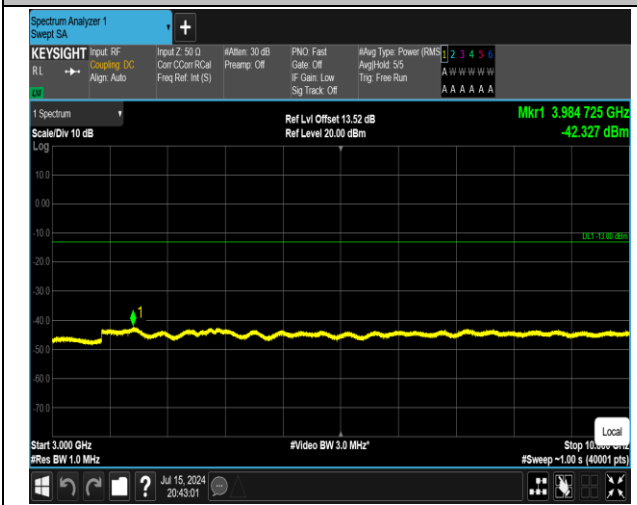 Spectrum Analyzer 1
Swept SA
+
KEYSIGHT
RL
LXI
Input: RF
Coupling: DC
Align: Auto
Input Z: 50 Ω
Corr CCorr RCal
Freq Ref: Int (S)
#Atten: 30 dB
Preamp: Off
PNO: Fast
Gate: Off
IF Gain: Low
Sig Track: Off
#Avg Type: Power (RMS
Avg|Hold: 5/5
Trig: Free Run
1 2 3 4 5 6
A W W W W W
A A A A A A
1 Spectrum
Scale/Div 10 dB
Log
Ref Lvl Offset 13.52 dB
Ref Level 20.00 dBm
Mkr1 3.984 725 GHz
-42.327 dBm
10.0
0.00
-10.0
DL1 -13.00 dBm
-20.0
-30.0
-40.0
1
-50.0
-60.0
-70.0
Local
Start 3.000 GHz
#Res BW 1.0 MHz
#Video BW 3.0 MHz*
Stop
#Sweep ~1.00 s (40001 pts)
?
Jul 15, 2024
20:43:01